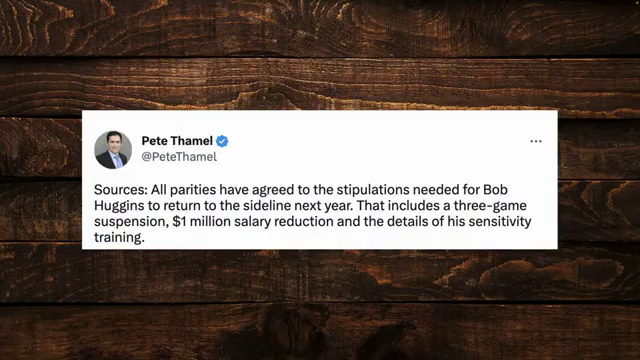 Pete Thamel
@PeteThamel
Sources: All parities have agreed to the stipulations needed for Bob
Huggins to return to the sideline next year. That includes a three-game
suspension, $1 million salary reduction and the details of his sensitivity
training.